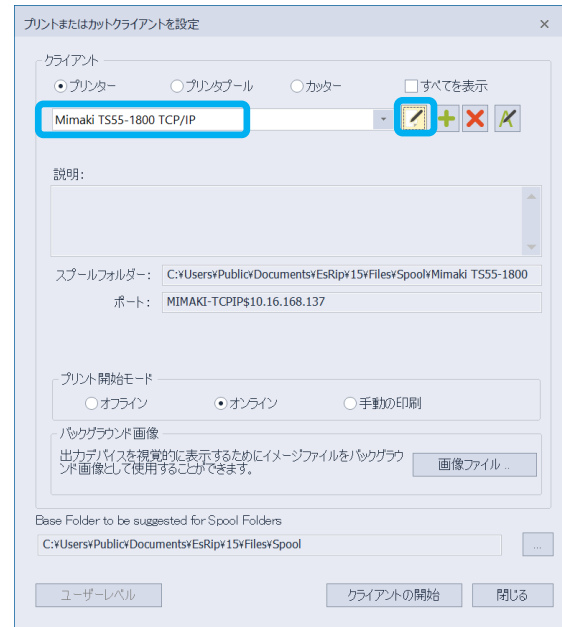 プリントまたはカットクライアントを設定
クライアント
プリンター プリンタプール カッター すべてを表示
Mimaki TS55-1800 TCP/IP
説明:
スプールフォルダー: C:¥Users¥Public¥Documents¥EsRip¥15¥Files¥Spool¥Mimaki TS55-1800
ポート: MIMAKI-TCPIP$10.16.168.137
プリント開始モード
オフライン オンライン 手動の印刷
バックグラウンド画像
出力デバイスを視覚的に表示するためにイメージファイルをバックグラウ
ンド画像として使用することができます。
画像ファイル ..
Base Folder to be suggested for Spool Folders
C:¥Users¥Public¥Documents¥EsRip¥15¥Files¥Spool ...
ユーザーレベル クライアントの開始 閉じる